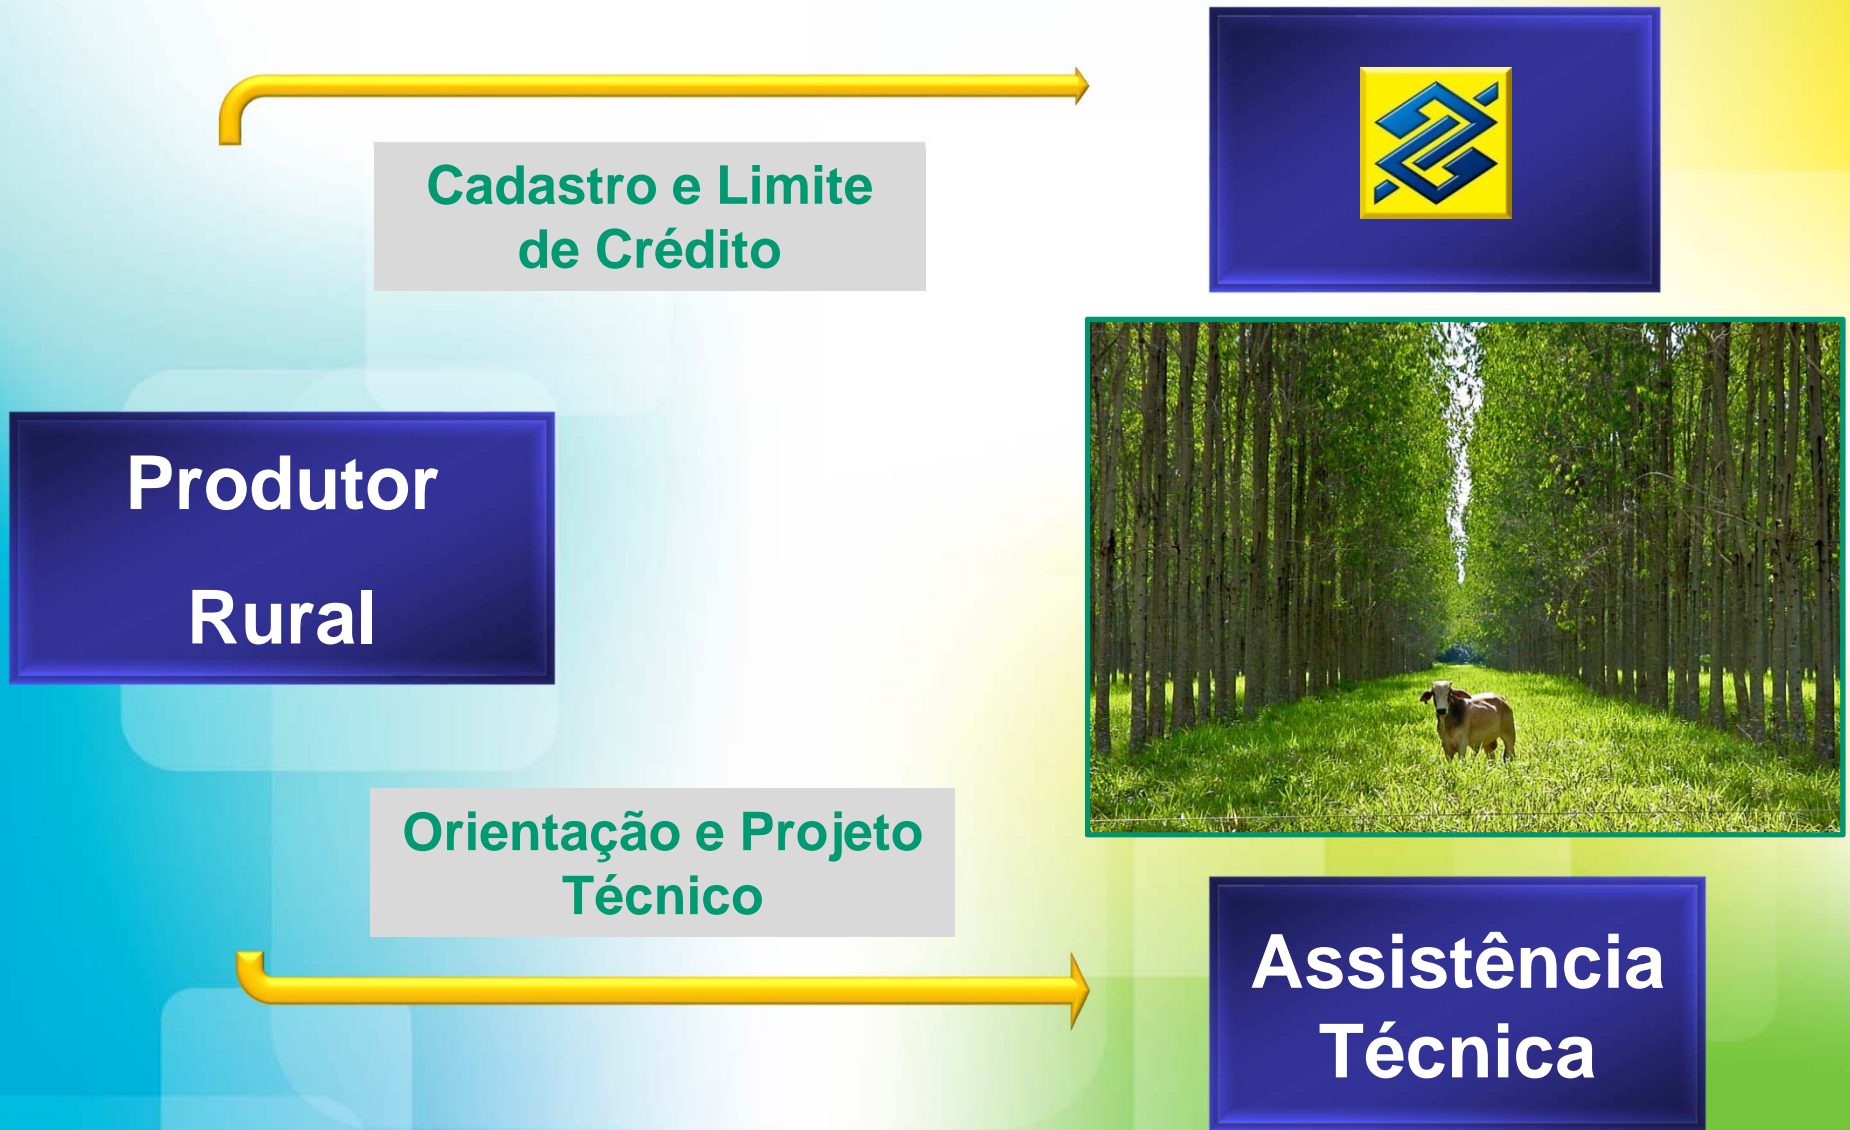 Cadastro e Limite
de Crédito
Produtor
Rural
Orientação e Projeto
Técnico
Assistência
Técnica